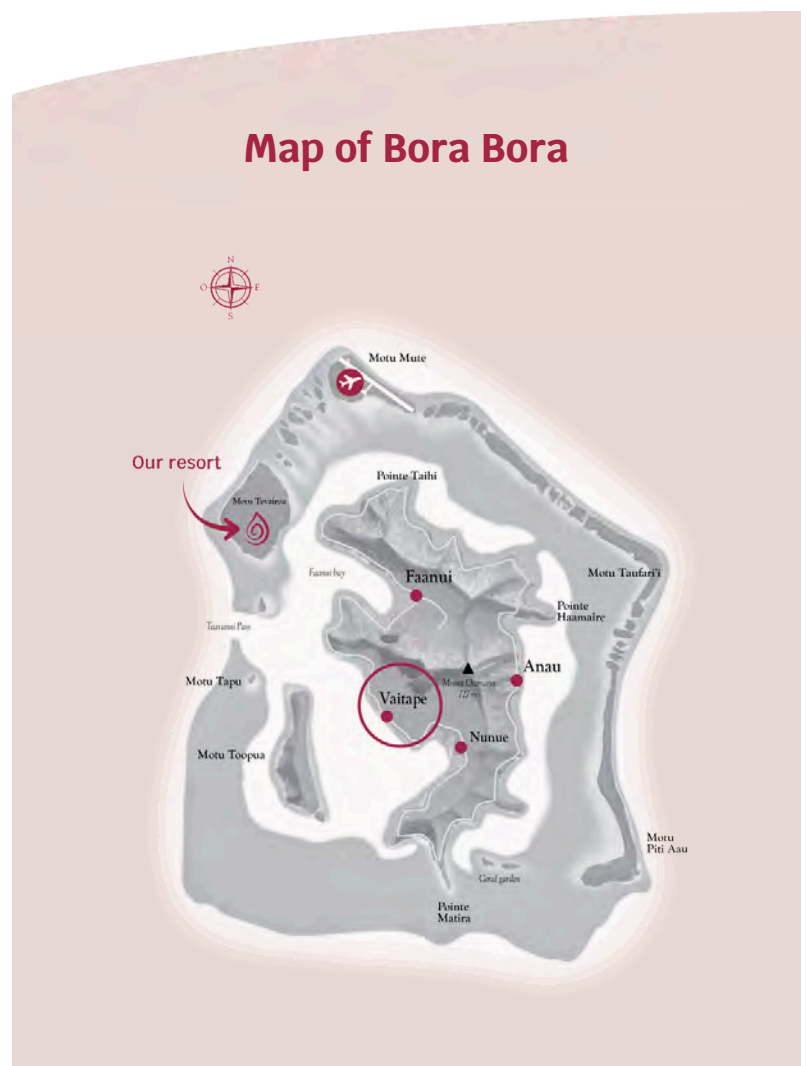 Map of Bora Bora
N
O
E
S
Motu Mute
Our resort
Pointe Taihi
Motu Tevairoa
Faanui bay
Faanui
Motu Taufari'i
Pointe
Haamaire
Teavanui Pass
Anau
Motu Tapu
Vaitape
Nunue
Motu Toopua
Motu
Piti Aau
Coral garden
Pointe
Matira